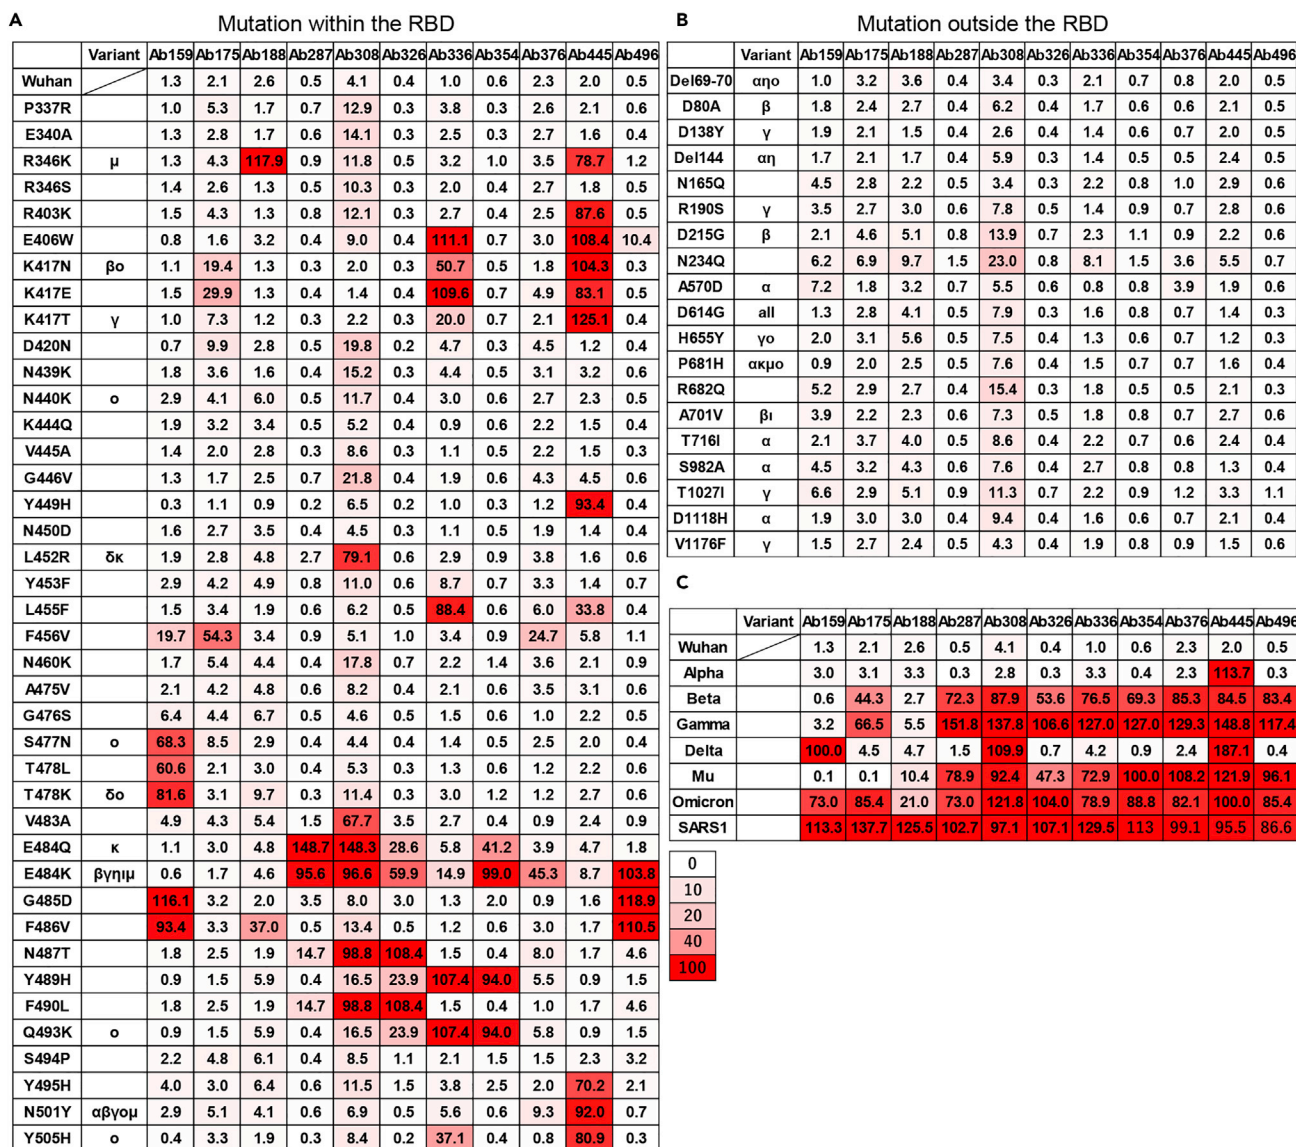 A Mutation within the RBD
Variant Ab159 Ab175 Ab188 Ab287 Ab308 Ab326 Ab336 Ab354 Ab376 Ab445 Ab496
Wuhan 1.3 2.1 2.6 0.5 4.1 0.4 1.0 0.6 2.3 2.0 0.5
P337R 1.0 5.3 1.7 0.7 12.9 0.3 3.8 0.3 2.6 2.1 0.6
E340A 1.3 2.8 1.7 0.6 14.1 0.3 2.5 0.3 2.7 1.6 0.4
R346K μ 1.3 4.3 117.9 0.9 11.8 0.5 3.2 1.0 3.5 78.7 1.2
R346S 1.4 2.6 1.3 0.5 10.3 0.3 2.0 0.4 2.7 1.8 0.5
R403K 1.5 4.3 1.3 0.8 12.1 0.3 2.7 0.4 2.5 87.6 0.5
E406W 0.8 1.6 3.2 0.4 9.0 0.4 111.1 0.7 3.0 108.4 10.4
K417N βο 1.1 19.4 1.3 0.3 2.0 0.3 50.7 0.5 1.8 104.3 0.3
K417E 1.5 29.9 1.3 0.4 1.4 0.4 109.6 0.7 4.9 83.1 0.5
K417T γ 1.0 7.3 1.2 0.3 2.2 0.3 20.0 0.7 2.1 125.1 0.4
D420N 0.7 9.9 2.8 0.5 19.8 0.2 4.7 0.3 4.5 1.2 0.4
N439K 1.8 3.6 1.6 0.4 15.2 0.3 4.4 0.5 3.1 3.2 0.6
N440K ο 2.9 4.1 6.0 0.5 11.7 0.4 3.0 0.6 2.7 2.3 0.5
K444Q 1.9 3.2 3.4 0.5 5.2 0.4 0.9 0.6 2.2 1.5 0.4
V445A 1.4 2.0 2.8 0.3 8.6 0.3 1.1 0.5 2.2 1.5 0.3
G446V 1.3 1.7 2.5 0.7 21.8 0.4 1.9 0.6 4.3 4.5 0.6
Y449H 0.3 1.1 0.9 0.2 6.5 0.2 1.0 0.3 1.2 93.4 0.4
N450D 1.6 2.7 3.5 0.4 4.5 0.3 1.1 0.5 1.9 1.4 0.4
L452R δκ 1.9 2.8 4.8 2.7 79.1 0.6 2.9 0.9 3.8 1.6 0.6
Y453F 2.9 4.2 4.9 0.8 11.0 0.6 8.7 0.7 3.3 1.4 0.7
L455F 1.5 3.4 1.9 0.6 6.2 0.5 88.4 0.6 6.0 33.8 0.4
F456V 19.7 54.3 3.4 0.9 5.1 1.0 3.4 0.9 24.7 5.8 1.1
N460K 1.7 5.4 4.4 0.4 17.8 0.7 2.2 1.4 3.6 2.1 0.9
A475V 2.1 4.2 4.8 0.6 8.2 0.4 2.1 0.6 3.5 3.1 0.6
G476S 6.4 4.4 6.7 0.5 4.6 0.5 1.5 0.6 1.0 2.2 0.5
S477N ο 68.3 8.5 2.9 0.4 4.4 0.4 1.4 0.5 2.5 2.0 0.4
T478L 60.6 2.1 3.0 0.4 5.3 0.3 1.3 0.6 1.2 2.2 0.6
T478K δο 81.6 3.1 9.7 0.3 11.4 0.3 3.0 1.2 1.2 2.7 0.6
V483A 4.9 4.3 5.4 1.5 67.7 3.5 2.7 0.4 0.9 2.4 0.9
E484Q κ 1.1 3.0 4.8 148.7 148.3 28.6 5.8 41.2 3.9 4.7 1.8
E484K βγηιμ 0.6 1.7 4.6 95.6 96.6 59.9 14.9 99.0 45.3 8.7 103.8
G485D 116.1 3.2 2.0 3.5 8.0 3.0 1.3 2.0 0.9 1.6 118.9
F486V 93.4 3.3 37.0 0.5 13.4 0.5 1.2 0.6 3.0 1.7 110.5
N487T 1.8 2.5 1.9 14.7 98.8 108.4 1.5 0.4 8.0 1.7 4.6
Y489H 0.9 1.5 5.9 0.4 16.5 23.9 107.4 94.0 5.5 0.9 1.5
F490L 1.8 2.5 1.9 14.7 98.8 108.4 1.5 0.4 1.0 1.7 4.6
Q493K ο 0.9 1.5 5.9 0.4 16.5 23.9 107.4 94.0 5.8 0.9 1.5
S494P 2.2 4.8 6.1 0.4 8.5 1.1 2.1 1.5 1.5 2.3 3.2
Y495H 4.0 3.0 6.4 0.6 11.5 1.5 3.8 2.5 2.0 70.2 2.1
N501Y αβγομ 2.9 5.1 4.1 0.6 6.9 0.5 5.6 0.6 9.3 92.0 0.7
Y505H ο 0.4 3.3 1.9 0.3 8.4 0.2 37.1 0.4 0.8 80.9 0.3
B Mutation outside the RBD
Variant Ab159 Ab175 Ab188 Ab287 Ab308 Ab326 Ab336 Ab354 Ab376 Ab445 Ab496
Del69-70 αηο 1.0 3.2 3.6 0.4 3.4 0.3 2.1 0.7 0.8 2.0 0.5
D80A β 1.8 2.4 2.7 0.4 6.2 0.4 1.7 0.6 0.6 2.1 0.5
D138Y γ 1.9 2.1 1.5 0.4 2.6 0.4 1.4 0.6 0.7 2.0 0.5
Del144 αη 1.7 2.1 1.7 0.4 5.9 0.3 1.4 0.5 0.5 2.4 0.5
N165Q 4.5 2.8 2.2 0.5 3.4 0.3 2.2 0.8 1.0 2.9 0.6
R190S γ 3.5 2.7 3.0 0.6 7.8 0.5 1.4 0.9 0.7 2.8 0.6
D215G β 2.1 4.6 5.1 0.8 13.9 0.7 2.3 1.1 0.9 2.2 0.6
N234Q 6.2 6.9 9.7 1.5 23.0 0.8 8.1 1.5 3.6 5.5 0.7
A570D α 7.2 1.8 3.2 0.7 5.5 0.6 0.8 0.8 3.9 1.9 0.6
D614G all 1.3 2.8 4.1 0.3 7.9 0.3 1.6 0.8 0.7 1.4 0.3
H655Y γο 2.0 3.1 5.6 0.5 7.5 0.4 1.3 0.6 0.7 1.2 0.3
P681H ακμο 0.9 2.0 2.5 0.5 7.6 0.4 1.5 0.7 0.7 1.6 0.4
R682Q 5.2 2.9 2.7 0.4 15.4 0.3 1.8 0.5 0.5 2.1 0.3
A701V βι 3.9 2.2 2.3 0.6 7.3 0.5 1.8 0.8 0.7 2.7 0.6
T716I α 2.1 3.7 4.0 0.5 8.6 0.4 2.2 0.7 0.6 2.4 0.4
S982A α 4.5 3.2 4.3 0.6 7.6 0.4 2.7 0.8 0.8 1.3 0.4
T1027I γ 6.6 2.9 5.1 0.9 11.3 0.7 2.2 0.9 1.2 3.3 1.1
D1118H α 1.9 3.0 3.0 0.4 9.4 0.4 1.6 0.6 0.7 2.1 0.4
V1176F γ 1.5 2.7 2.4 0.5 4.3 0.4 1.9 0.8 0.9 1.5 0.6
C
Variant Ab159 Ab175 Ab188 Ab287 Ab308 Ab326 Ab336 Ab354 Ab376 Ab445 Ab496
Wuhan 1.3 2.1 2.6 0.5 4.1 0.4 1.0 0.6 2.3 2.0 0.5
Alpha 3.0 3.1 3.3 0.3 2.8 0.3 3.3 0.4 2.3 113.7 0.3
Beta 0.6 44.3 2.7 72.3 87.9 53.6 76.5 69.3 85.3 84.5 83.4
Gamma 3.2 66.5 5.5 151.8 137.8 106.6 127.0 127.0 129.3 148.8 117.4
Delta 100.0 4.5 4.7 1.5 109.9 0.7 4.2 0.9 2.4 187.1 0.4
Mu 0.1 0.1 10.4 78.9 92.4 47.3 72.9 100.0 108.2 121.9 96.1
Omicron 73.0 85.4 21.0 73.0 121.8 104.0 78.9 88.8 82.1 100.0 85.4
SARS1 113.3 137.7 125.5 102.7 97.1 107.1 129.5 113 99.1 95.5 86.6
0
10
20
40
100